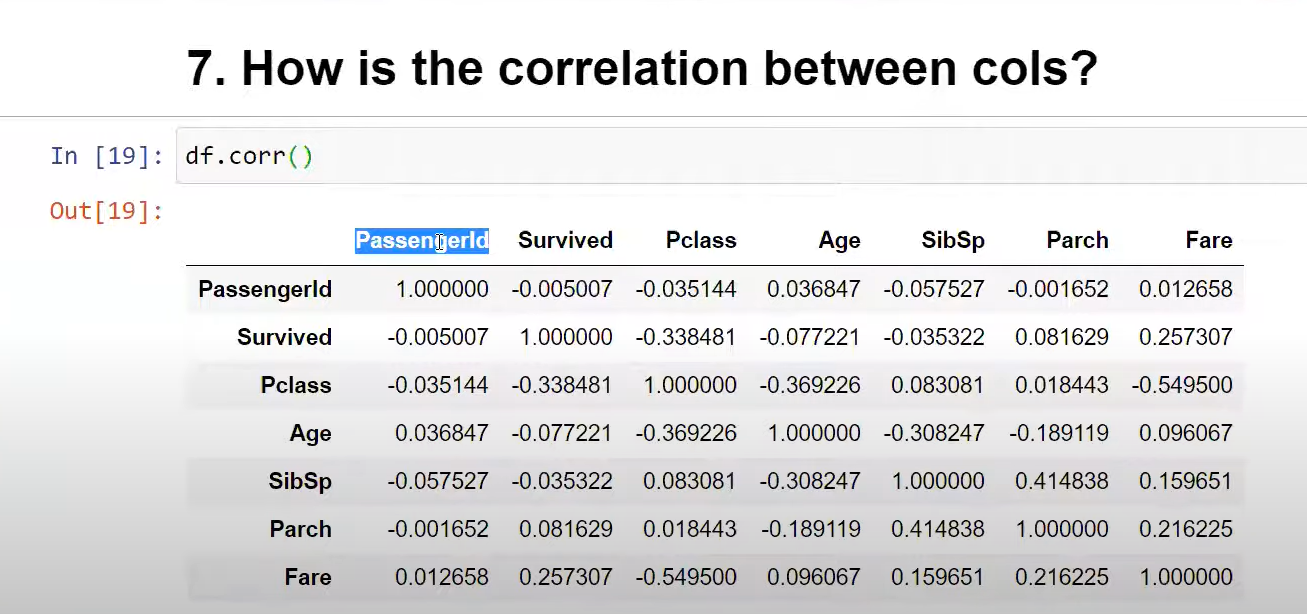 7. How is the correlation between cols?
In [19]: df.corr()
Out[19]:
PassengerId Survived Pclass Age SibSp Parch Fare
PassengerId 1.000000 -0.005007 -0.035144 0.036847 -0.057527 -0.001652 0.012658
Survived -0.005007 1.000000 -0.338481 -0.077221 -0.035322 0.081629 0.257307
Pclass -0.035144 -0.338481 1.000000 -0.369226 0.083081 0.018443 -0.549500
Age 0.036847 -0.077221 -0.369226 1.000000 -0.308247 -0.189119 0.096067
SibSp -0.057527 -0.035322 0.083081 -0.308247 1.000000 0.414838 0.159651
Parch -0.001652 0.081629 0.018443 -0.189119 0.414838 1.000000 0.216225
Fare 0.012658 0.257307 -0.549500 0.096067 0.159651 0.216225 1.000000